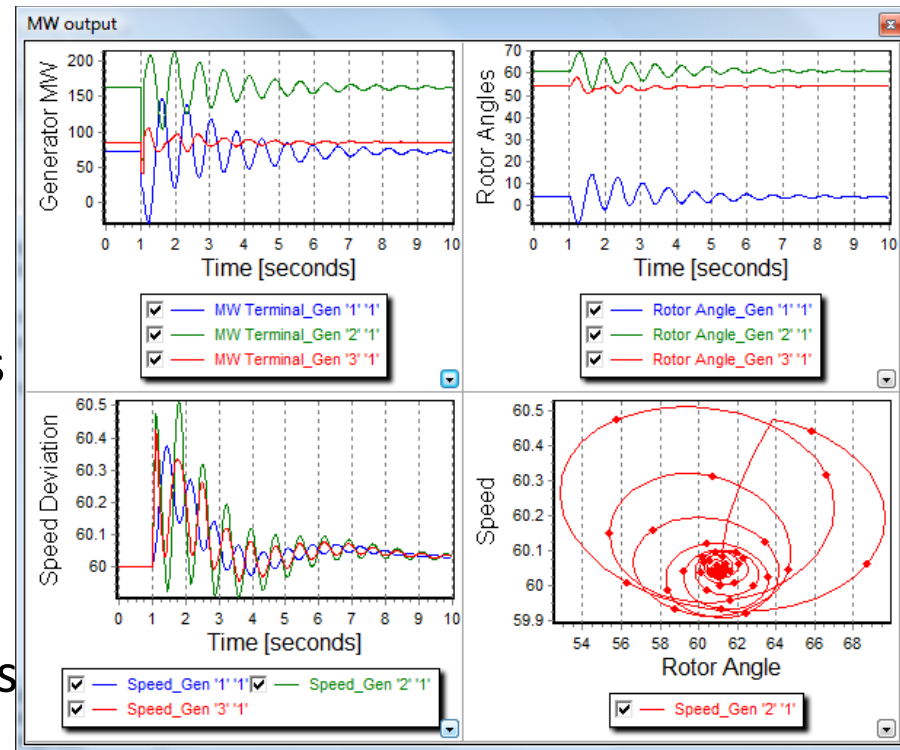 MW output
Generator MW
200
150
100
50
0
0 1 2 3 4 5 6 7 8 9 10
Time [seconds]
MW Terminal_Gen '1' '1'
MW Terminal_Gen '2' '1'
MW Terminal_Gen '3' '1'
Rotor Angles
70
60
50
40
30
20
10
0
0 1 2 3 4 5 6 7 8 9 10
Time [seconds]
Rotor Angle_Gen '1' '1'
Rotor Angle_Gen '2' '1'
Rotor Angle_Gen '3' '1'
s
Speed Deviation
60.5
60.4
60.3
60.2
60.1
60
0 1 2 3 4 5 6 7 8 9 10
Time [seconds]
Speed_Gen '1' '1' Speed_Gen '2' '1'
Speed_Gen '3' '1'
s
Speed
60.5
60.4
60.3
60.2
60.1
60
59.9
54 56 58 60 62 64 66 68
Rotor Angle
Speed_Gen '2' '1'